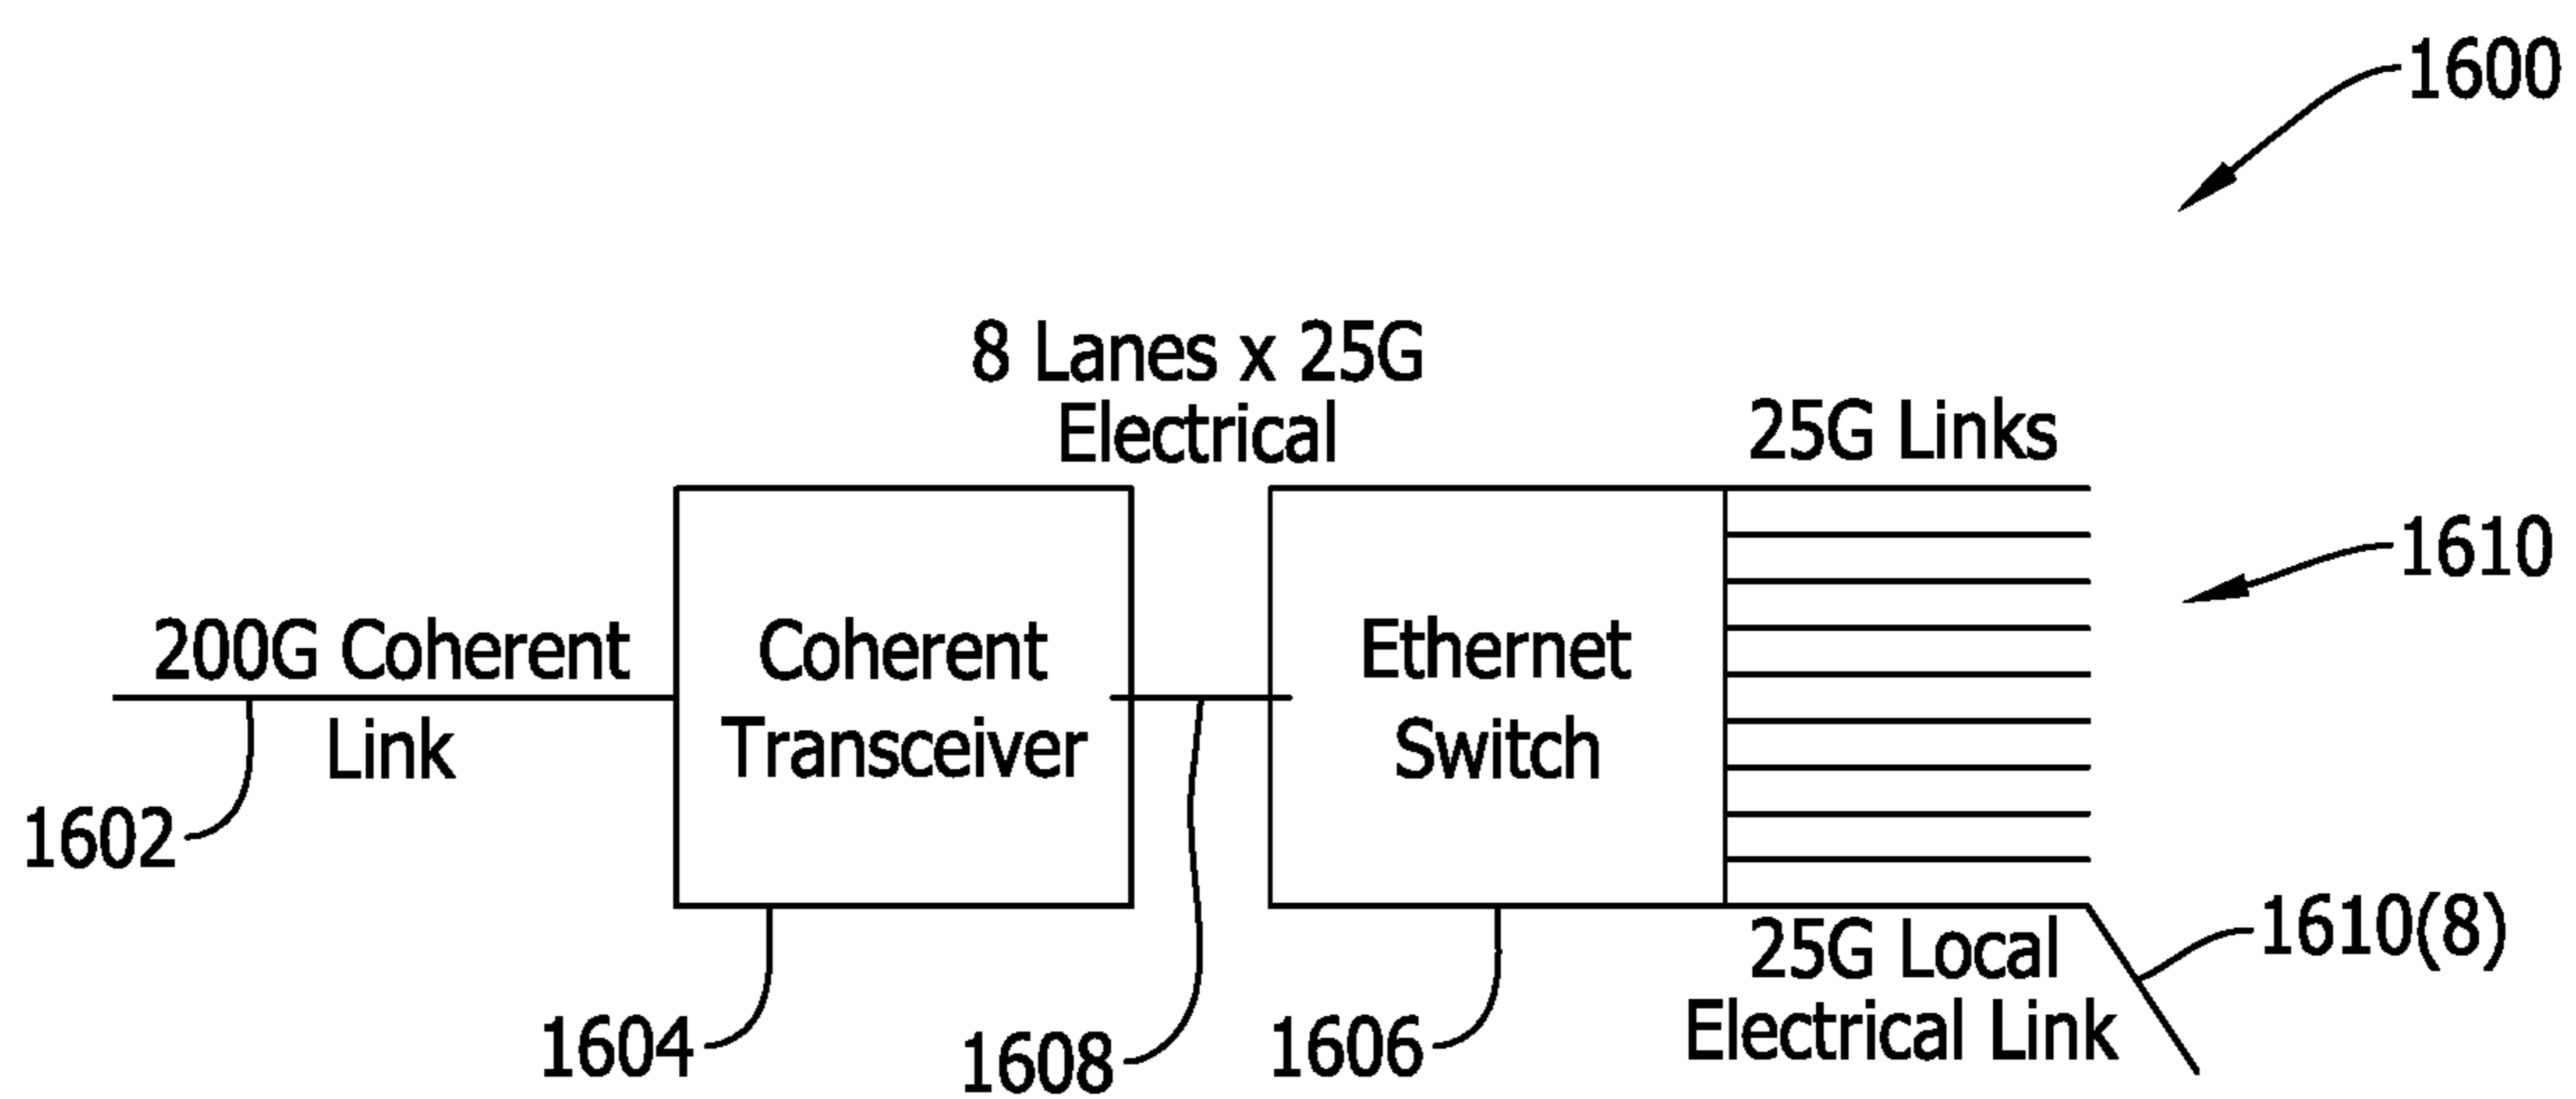 1600
8 Lanes x 25G
Electrical
25G Links
1610
200G Coherent
Link
Coherent
Transceiver
Ethernet
Switch
1602
1610(8)
25G Local
Electrical Link
1604
1608
1606